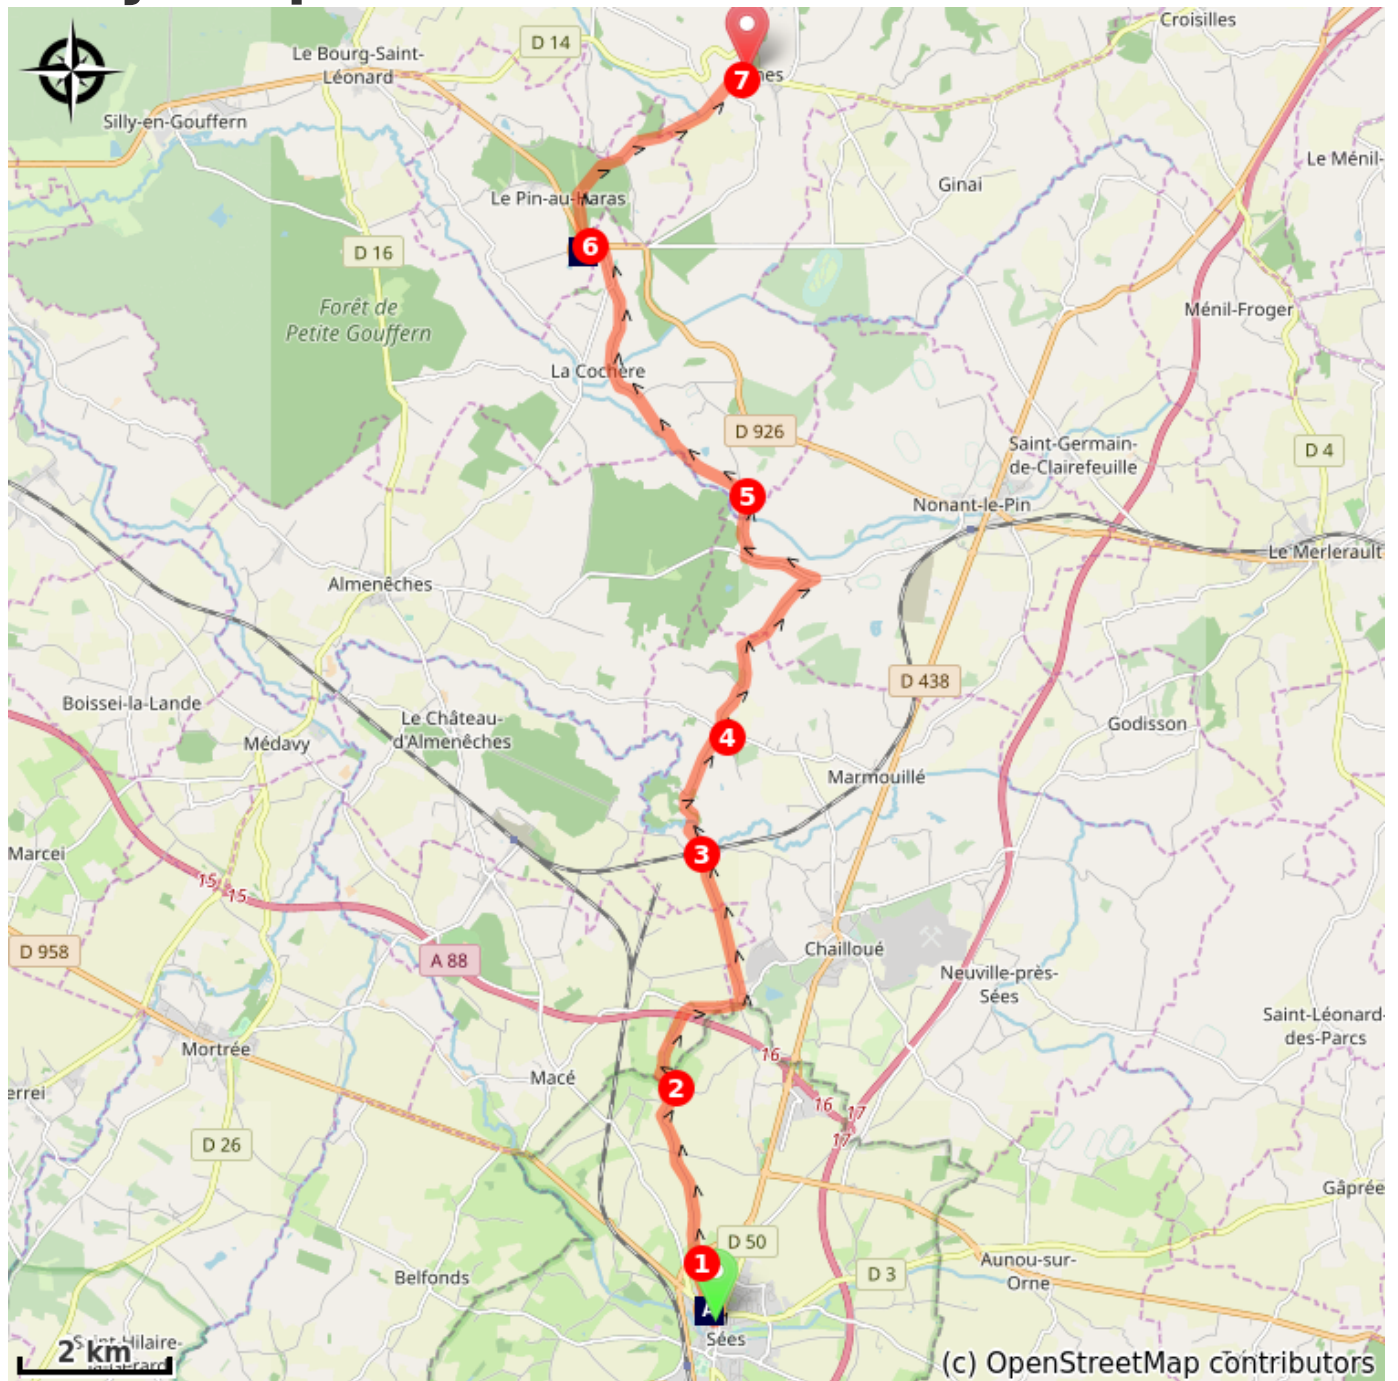 Croisilles
D 14
Le Bourg-Saint-
Léonard
7
Silly-en-Gouffern
Le Ménil-
Ginai
Le Pin-au-Haras
6
D 16
Forêt de
Petite Gouffern
Ménil-Froger
La Cochère
D 926
Saint-Germain-
de-Clairefeuille
D 4
5
Nonant-le-Pin
Le Merlerault
Almenêches
D 438
Boissei-la-Lande
Le Château-
d'Almenêches
Godisson
Médavy
4
Marmouillé
Marcei
3
15
15
D 958
A 88
Chailloué
Neuville-près-
Sées
Saint-Léonard-
des-Parcs
Mortrée
16
Macé
2
16
17
17
D 26
Gâprée
D 50
1
Aunou-sur-
Orne
D 3
Belfonds
A
Sées
2 km
(c) OpenStreetMap contributors